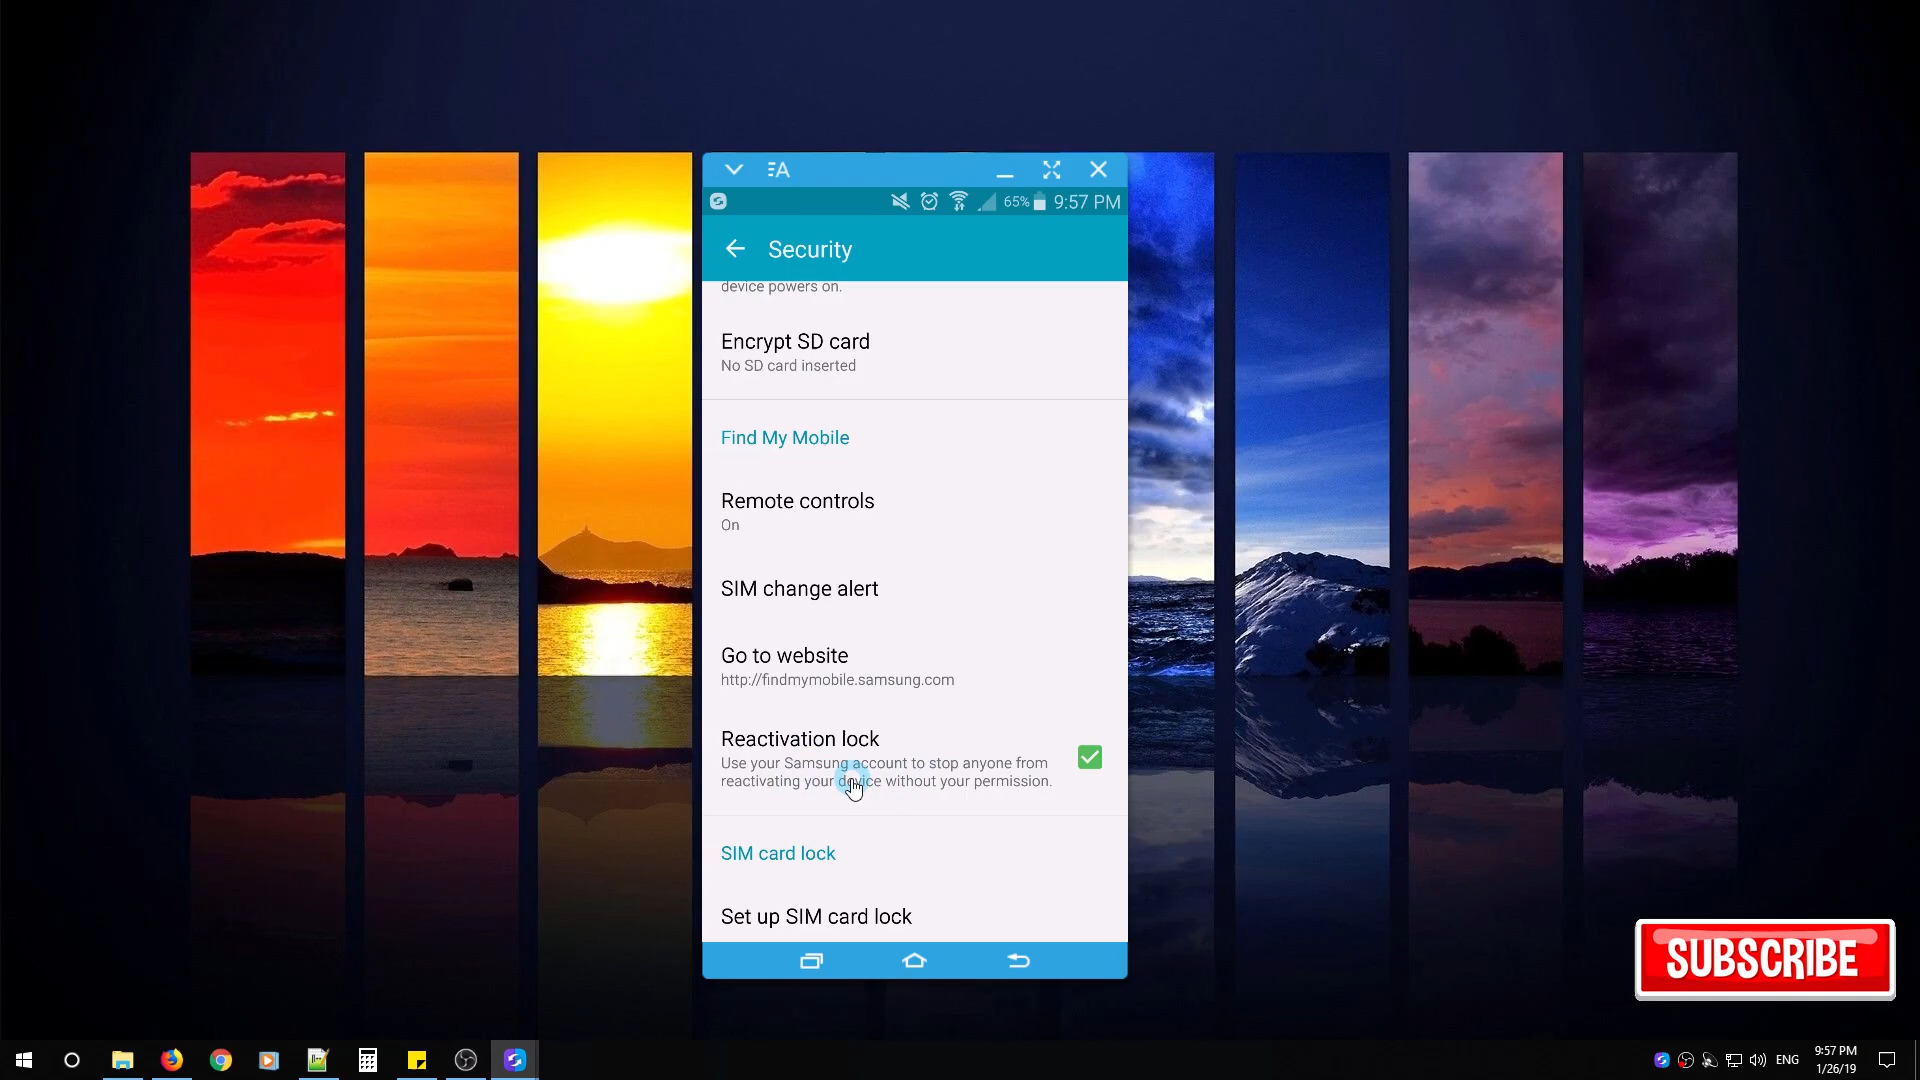 ΞA
65% 9:57 PM
Security
device powers on.
Encrypt SD card
No SD card inserted
Find My Mobile
Remote controls
On
SIM change alert
Go to website
http://findmymobile.samsung.com
Reactivation lock
Use your Samsung account to stop anyone from
reactivating your device without your permission.
SIM card lock
Set up SIM card lock
SUBSCRIBE
ENG
9:57 PM
1/26/19